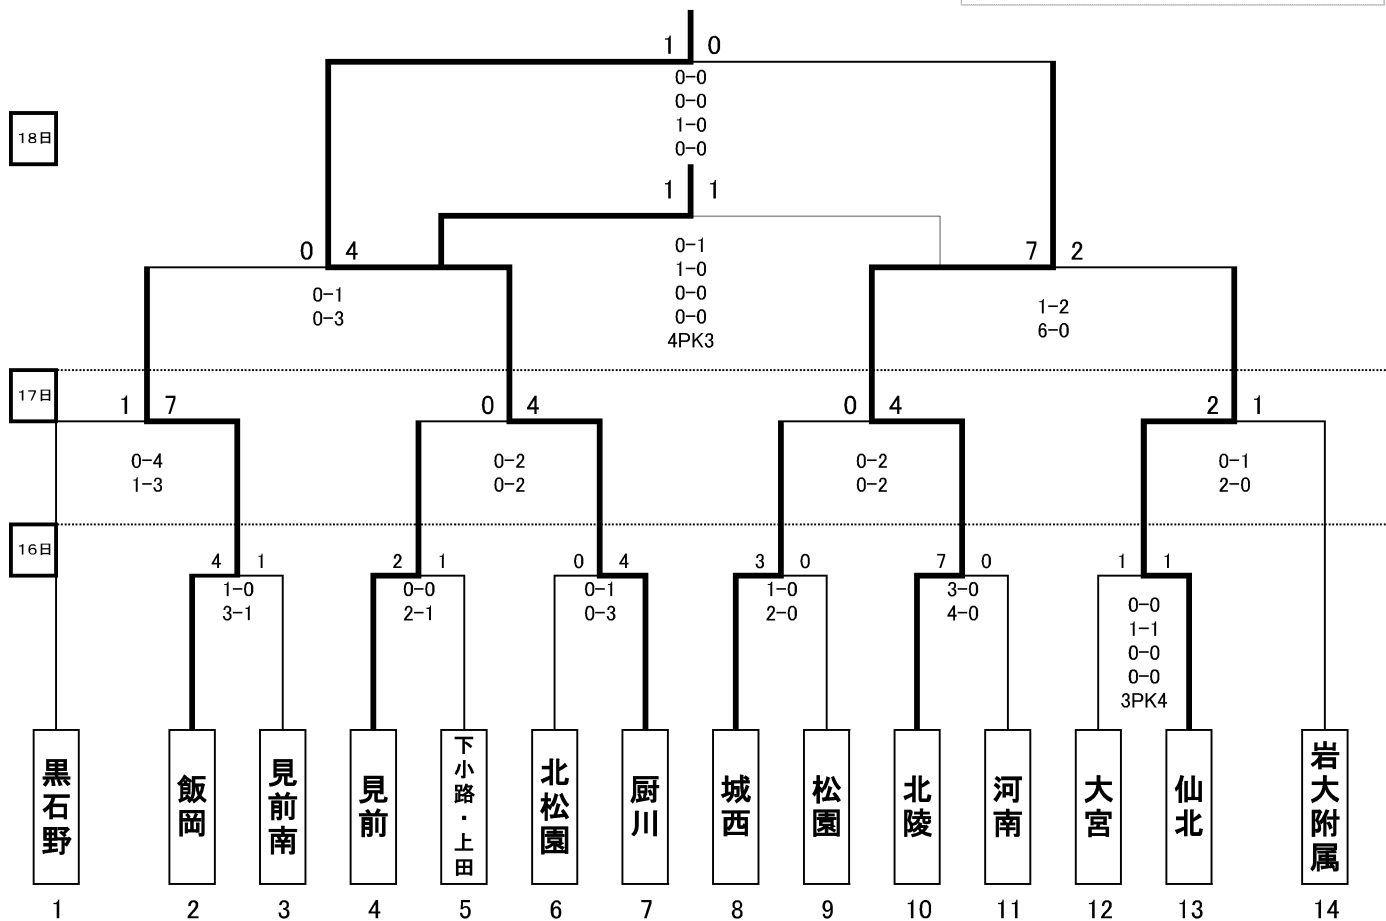 1 0
0-0
0-0
18日
1-0
0-0
1 1
0-1
0 4
7 2
1-0
0-1
0-3
0-0
0-0
4PK3
1-2
6-0
17日
1 7
0 4
0 4
2 1
0-4
1-3
0-2
0-2
0-2
0-2
0-1
2-0
16日
4 1
2 1
0 4
3 0
7 0
1 1
1-0
3-1
0-0
2-1
0-1
0-3
1-0
2-0
3-0
4-0
0-0
1-1
0-0
0-0
3PK4
黒石野
飯岡
見前南
見前
下小路・上田
北松園
厨川
城西
松園
北陵
河南
大宮
仙北
岩大附属
1 2 3 4 5 6 7 8 9 10 11 12 13 14